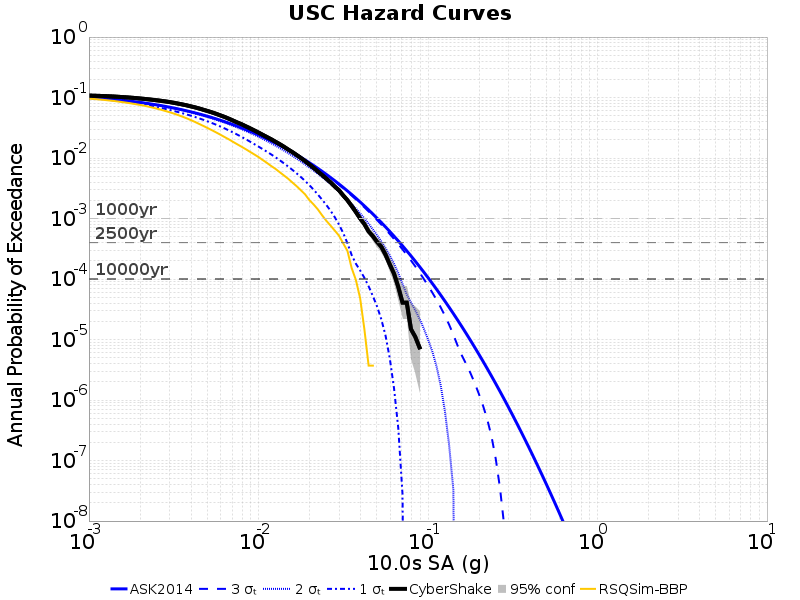 USC Hazard Curves
Annual Probability of Exceedance
10⁰
10⁻¹
10⁻²
10⁻³
10⁻⁴
10⁻⁵
10⁻⁶
10⁻⁷
10⁻⁸
1000yr
2500yr
10000yr
10⁻³ 10⁻² 10⁻¹ 10⁰ 10¹
10.0s SA (g)
ASK2014 3 σₜ 2 σₜ 1 σₜ CyberShake 95% conf RSQSim-BBP